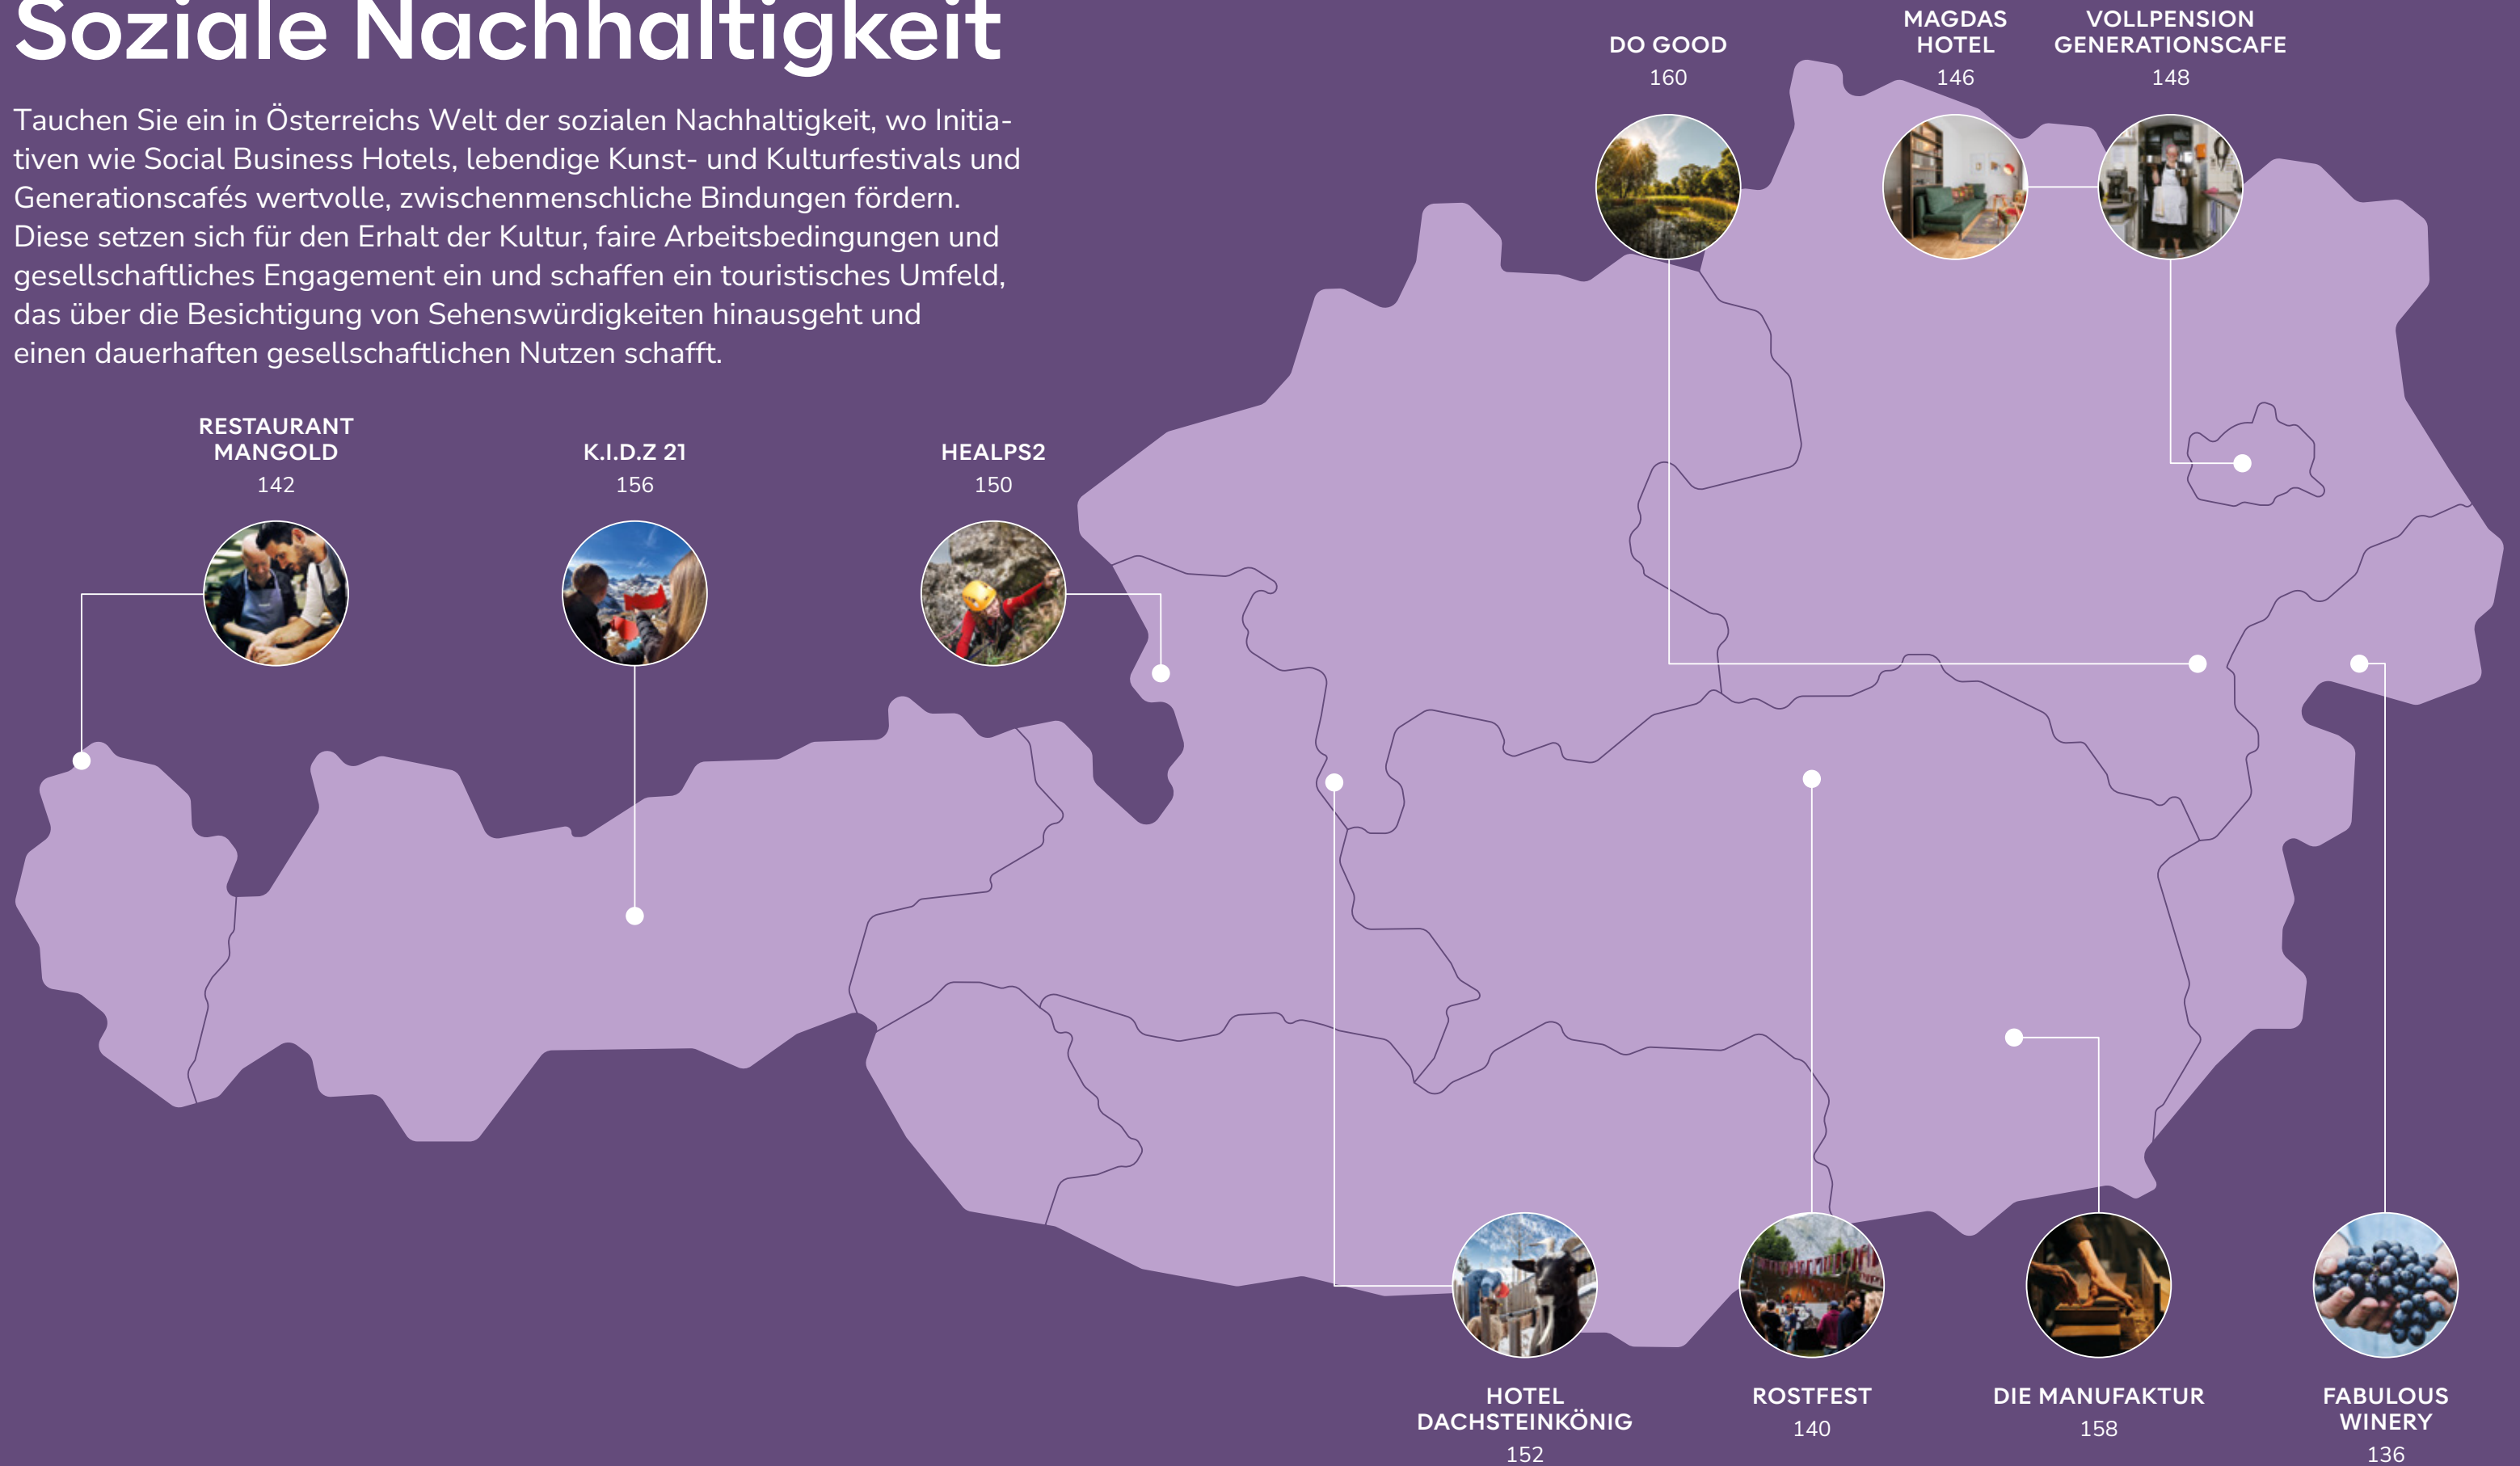 Soziale Nachhaltigkeit
Tauchen Sie ein in Österreichs Welt der sozialen Nachhaltigkeit, wo Initia-
tiven wie Social Business Hotels, lebendige Kunst- und Kulturfestivals und
Generationscafés wertvolle, zwischenmenschliche Bindungen fördern.
Diese setzen sich für den Erhalt der Kultur, faire Arbeitsbedingungen und
gesellschaftliches Engagement ein und schaffen ein touristisches Umfeld,
das über die Besichtigung von Sehenswürdigkeiten hinausgeht und
einen dauerhaften gesellschaftlichen Nutzen schafft.
DO GOOD
160
MAGDAS
HOTEL
146
VOLLPENSION
GENERATIONSCAFE
148
RESTAURANT
MANGOLD
142
K.I.D.Z 21
156
HEALPS2
150
HOTEL
DACHSTEINKÖNIG
152
ROSTFEST
140
DIE MANUFAKTUR
158
FABULOUS
WINERY
136